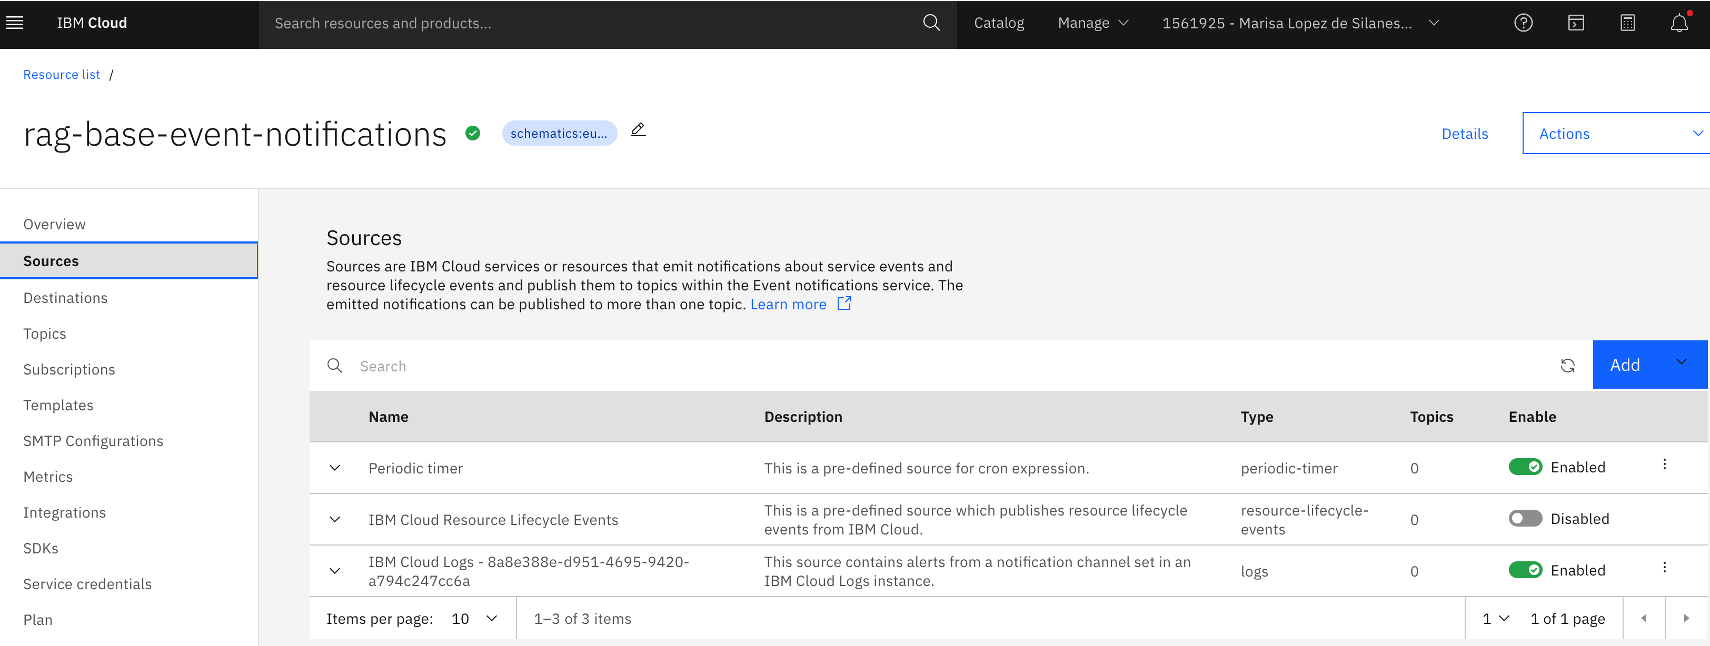 IBM Cloud
Search resources and products...
Catalog
Manage
1561925 - Marisa Lopez de Silanes...
Resource list /
rag-base-event-notifications
schematics:eu...
Details
Actions
Overview
Sources
Destinations
Topics
Subscriptions
Templates
SMTP Configurations
Metrics
Integrations
SDKs
Service credentials
Plan
Sources
Sources are IBM Cloud services or resources that emit notifications about service events and
resource lifecycle events and publish them to topics within the Event notifications service. The
emitted notifications can be published to more than one topic. Learn more
Search
Add
Name Description Type Topics Enable
Periodic timer This is a pre-defined source for cron expression. periodic-timer 0 Enabled
IBM Cloud Resource Lifecycle Events
This is a pre-defined source which publishes resource lifecycle
events from IBM Cloud.
resource-lifecycle-
events
0
Disabled
IBM Cloud Logs - 8a8e388e-d951-4695-9420-
a794c247cc6a
This source contains alerts from a notification channel set in an
IBM Cloud Logs instance.
logs
0
Enabled
Items per page: 10 1–3 of 3 items 1 1 of 1 page